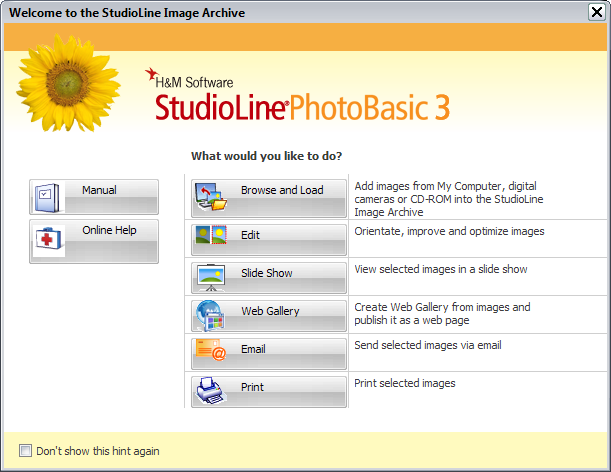 Welcome to the StudioLine Image Archive
H&M Software
StudioLine®PhotoBasic 3
What would you like to do?
Manual
Online Help
Browse and Load
Add images from My Computer, digital
cameras or CD-ROM into the StudioLine
Image Archive
Edit
Orientate, improve and optimize images
Slide Show
View selected images in a slide show
Web Gallery
Create Web Gallery from images and
publish it as a web page
Email
Send selected images via email
Print
Print selected images
Don't show this hint again